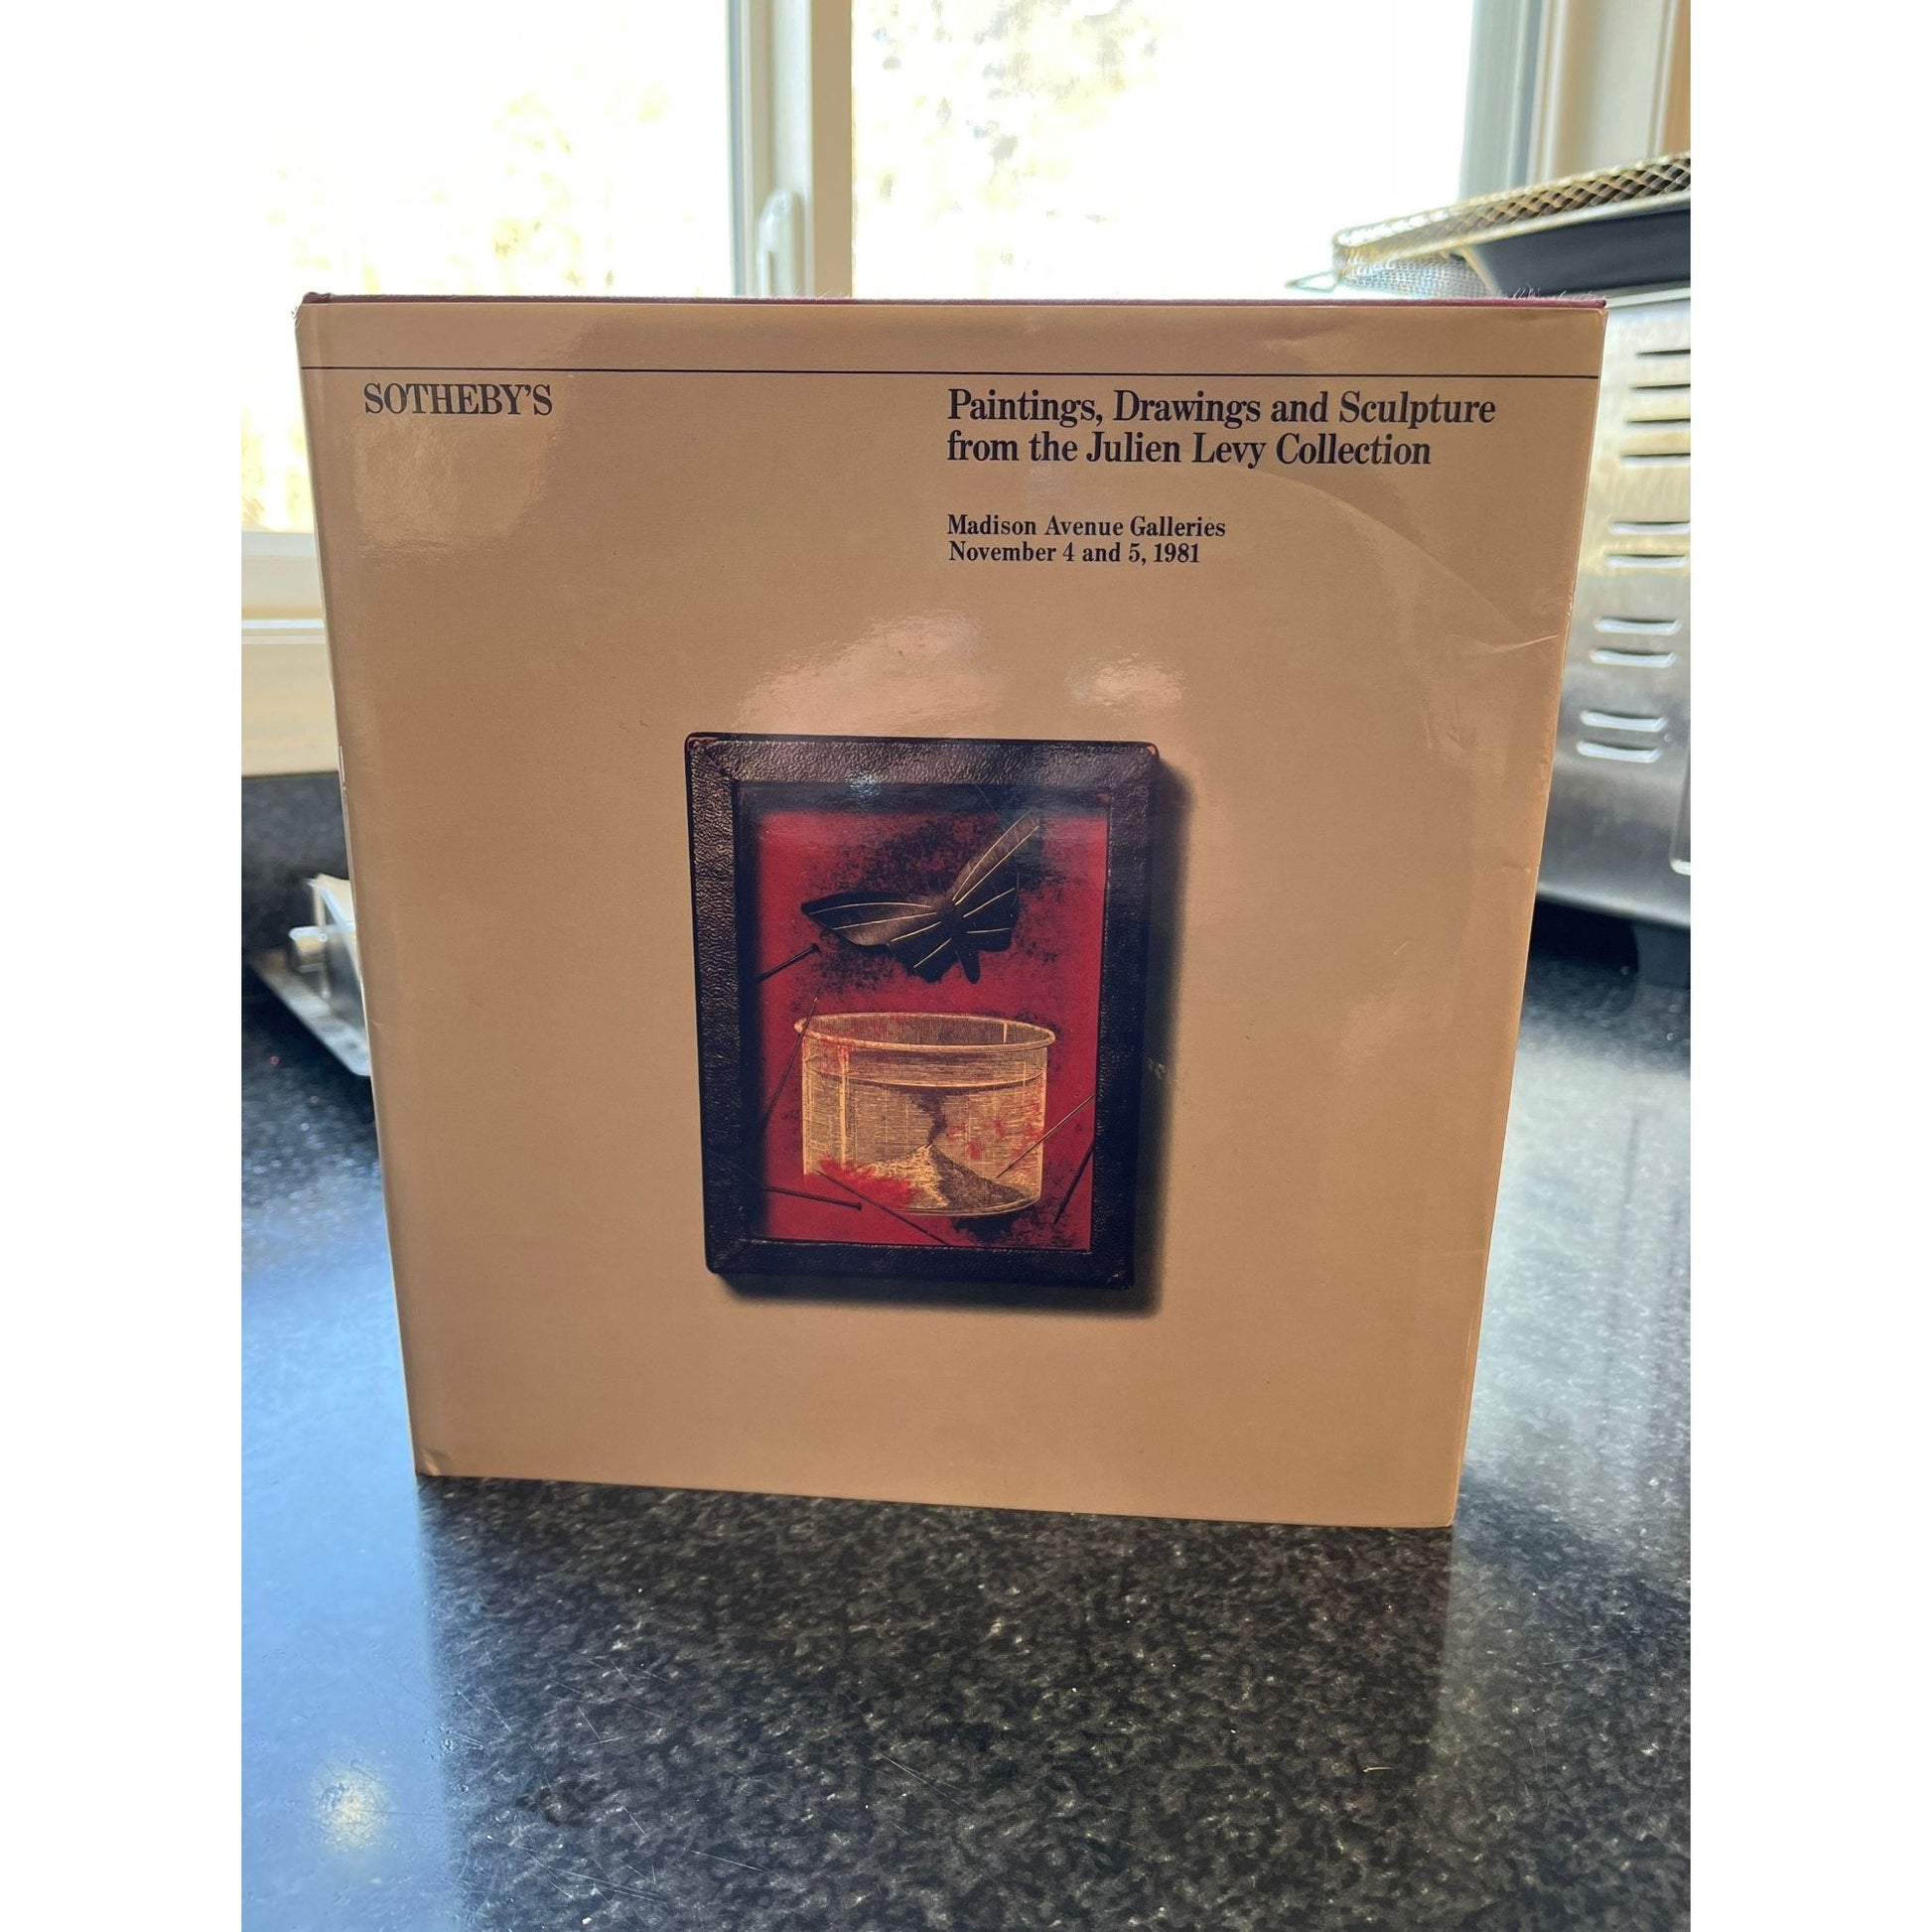 SOTHEBY'S
Paintings, Drawings and Sculpture
from the Julien Levy Collection
Madison Avenue Galleries
November 4 and 5, 1981